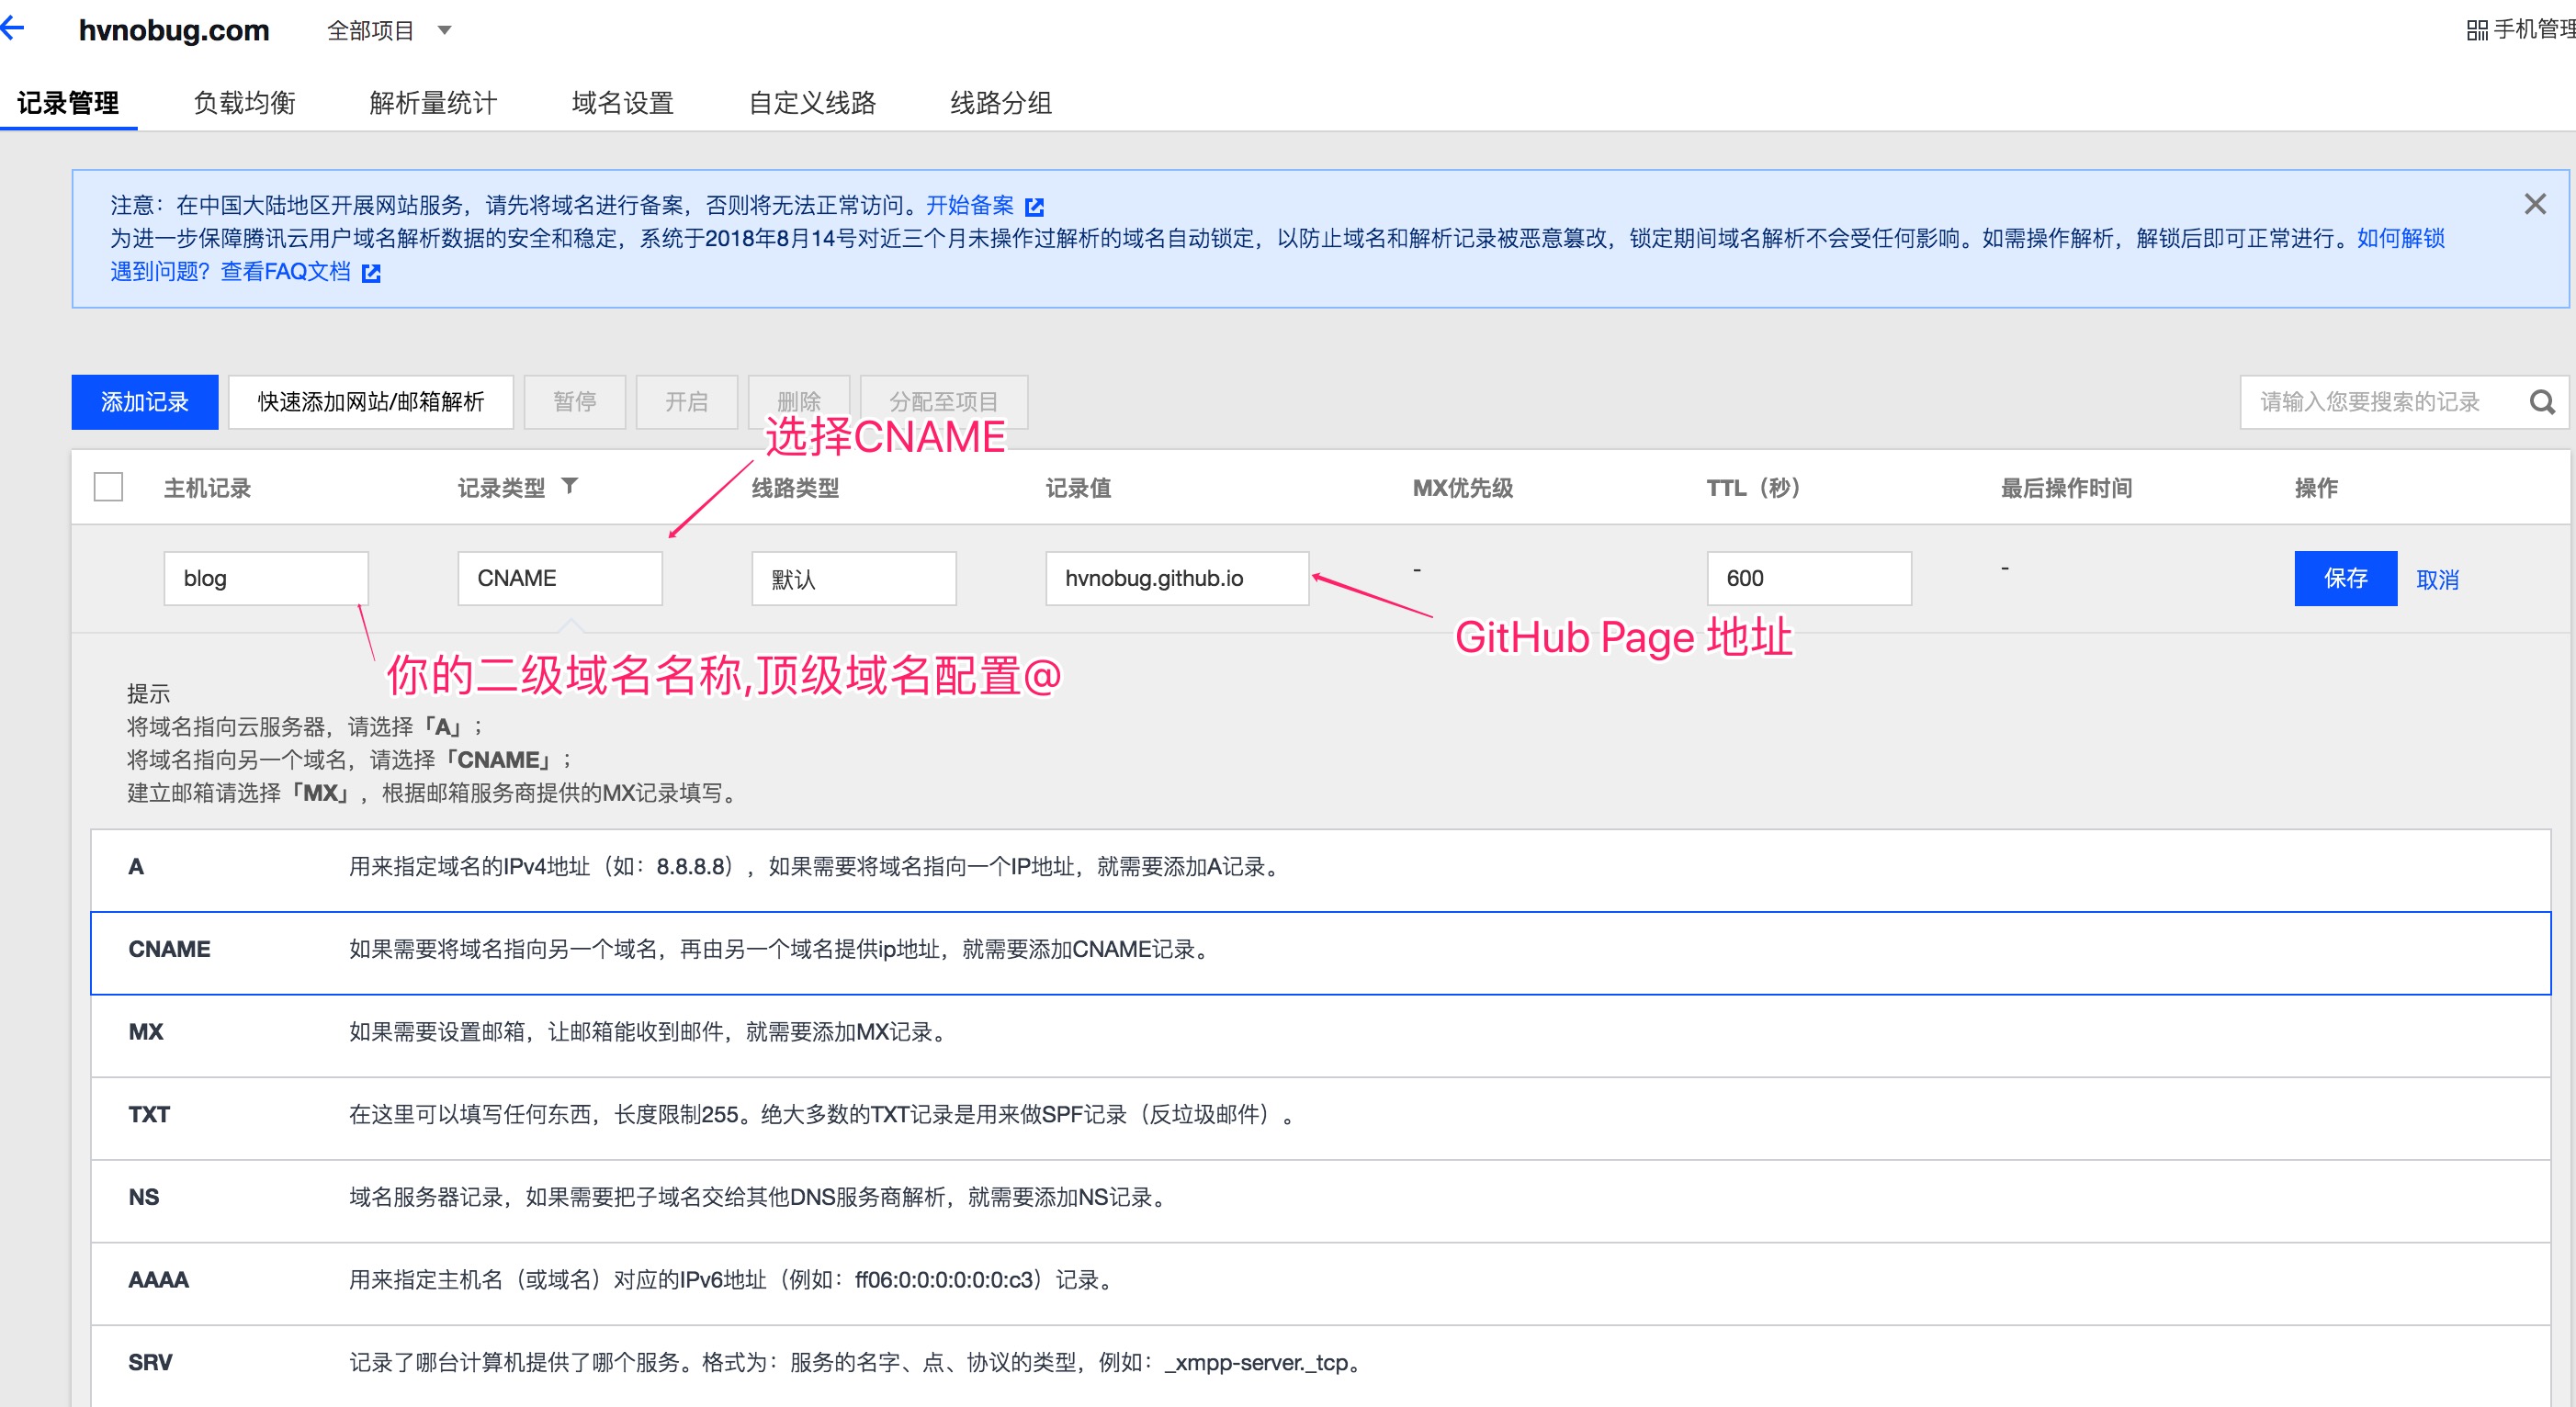 hvnobug.com 全部项目 手机管理
记录管理 负载均衡 解析量统计 域名设置 自定义线路 线路分组
注意：在中国大陆地区开展网站服务，请先将域名进行备案，否则将无法正常访问。开始备案
为进一步保障腾讯云用户域名解析数据的安全和稳定，系统于2018年8月14号对近三个月未操作过解析的域名自动锁定，以防止域名和解析记录被恶意篡改，锁定期间域名解析不会受任何影响。如需操作解析，解锁后即可正常进行。如何解锁
遇到问题？查看FAQ文档
添加记录 快速添加网站/邮箱解析 暂停 开启 删除 分配至项目 请输入您要搜索的记录
选择CNAME
主机记录 记录类型 线路类型 记录值 MX优先级 TTL（秒） 最后操作时间 操作
blog CNAME 默认 hvnobug.github.io - 600 - 保存 取消
GitHub Page 地址
你的二级域名名称,顶级域名配置@
提示
将域名指向云服务器，请选择「A」；
将域名指向另一个域名，请选择「CNAME」；
建立邮箱请选择「MX」，根据邮箱服务商提供的MX记录填写。
A 用来指定域名的IPv4地址（如：8.8.8.8），如果需要将域名指向一个IP地址，就需要添加A记录。
CNAME 如果需要将域名指向另一个域名，再由另一个域名提供ip地址，就需要添加CNAME记录。
MX 如果需要设置邮箱，让邮箱能收到邮件，就需要添加MX记录。
TXT 在这里可以填写任何东西，长度限制255。绝大多数的TXT记录是用来做SPF记录（反垃圾邮件）。
NS 域名服务器记录，如果需要把子域名交给其他DNS服务商解析，就需要添加NS记录。
AAAA 用来指定主机名（或域名）对应的IPv6地址（例如：ff06:0:0:0:0:0:0:c3）记录。
SRV 记录了哪台计算机提供了哪个服务。格式为：服务的名字、点、协议的类型，例如：_xmpp-server._tcp。